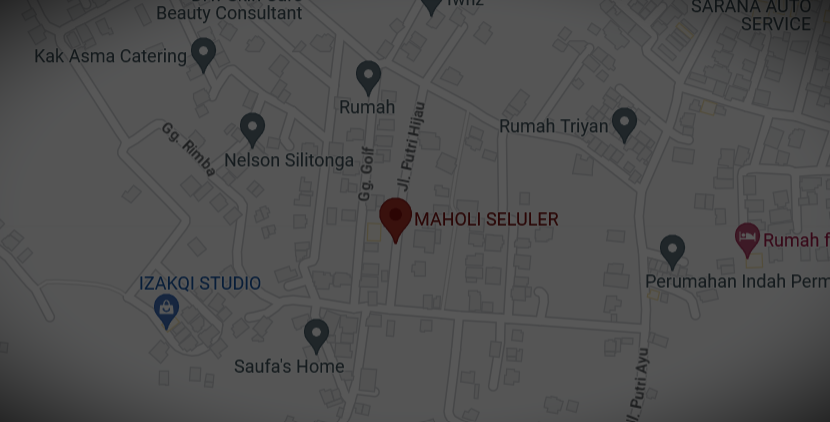 Beauty Consultant
SARANA AUTO
SERVICE
Kak Asma Catering
Rumah
Jl. Putri Hijau
Rumah Triyan
Gg. Rimba
Nelson Silitonga
Gg. Golf
MAHOLI SELULER
Rumah f
IZAKQI STUDIO
Perumahan Indah Perm
Saufa's Home
Jl. Putri Ayu